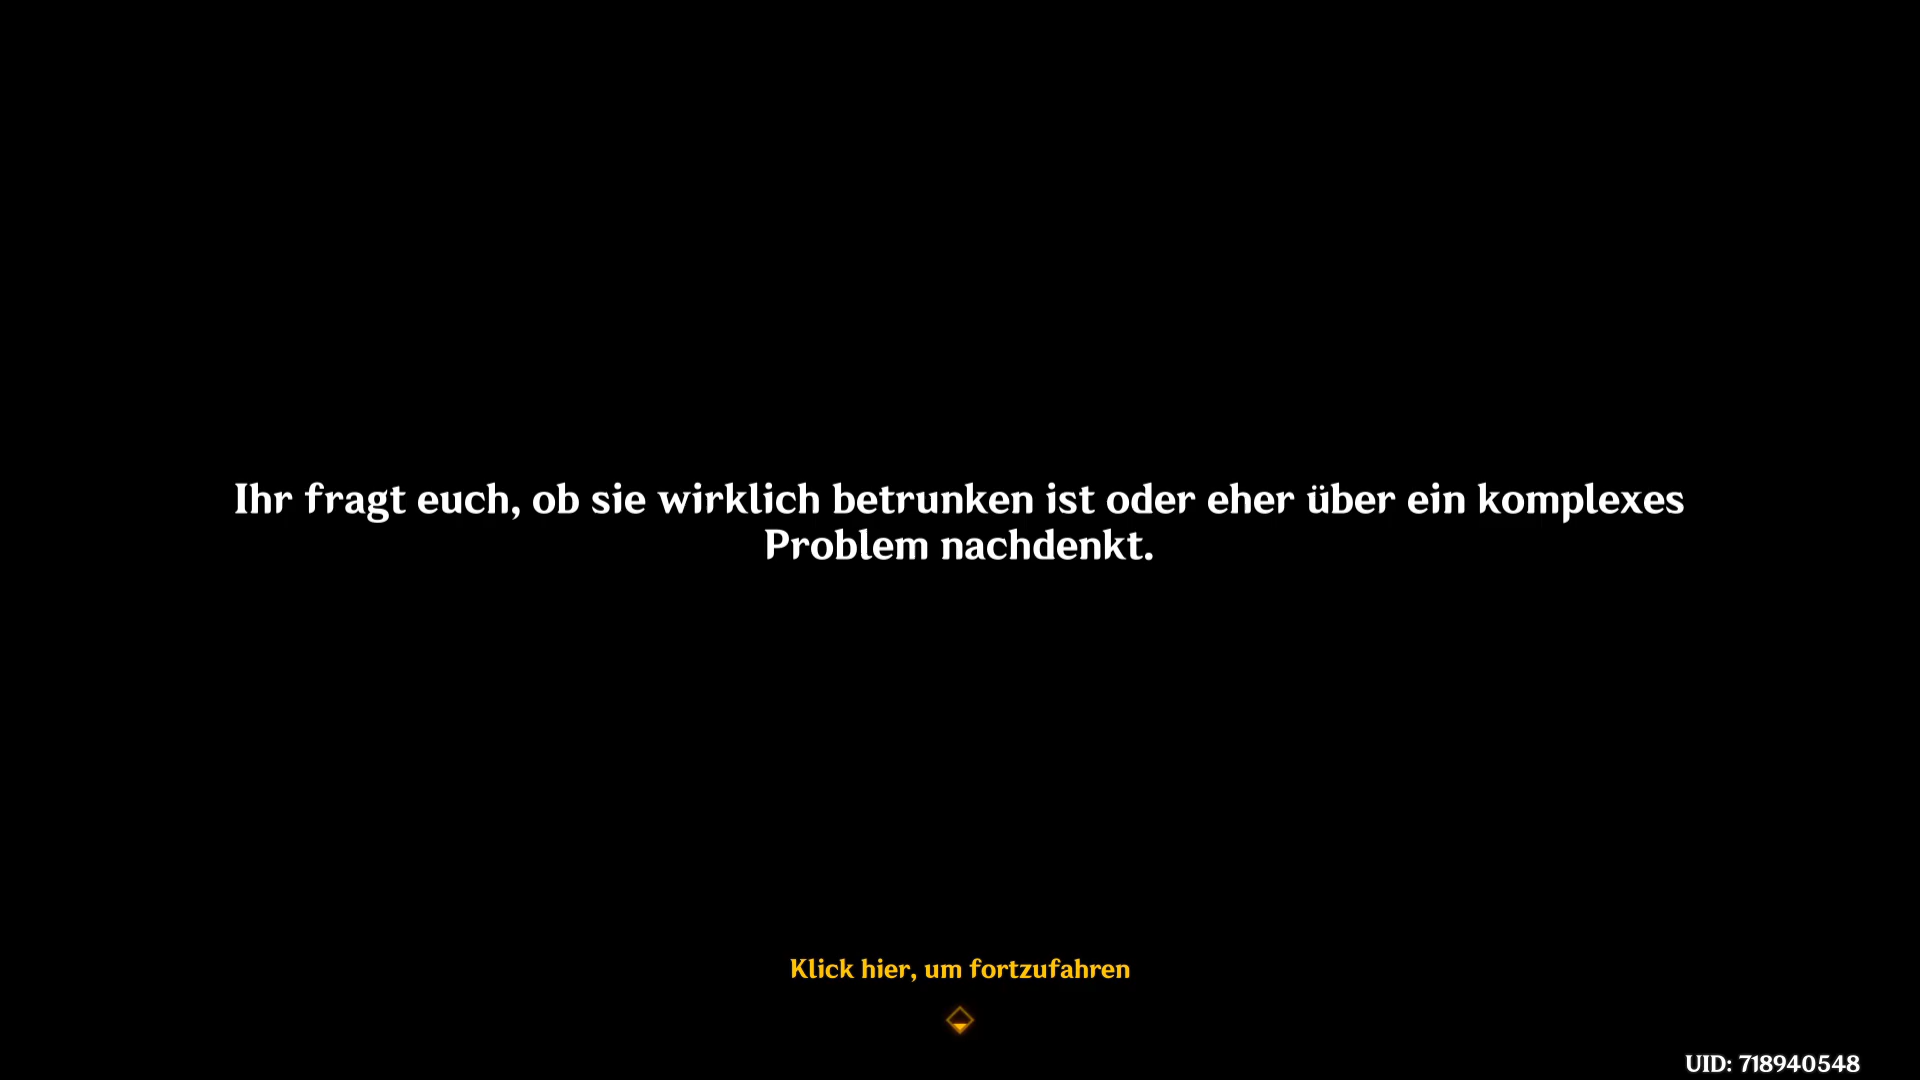 Ihr fragt euch, ob sie wirklich betrunken ist oder eher über ein komplexes
Problem nachdenkt.
Klick hier, um fortzufahren
UID: 718940548